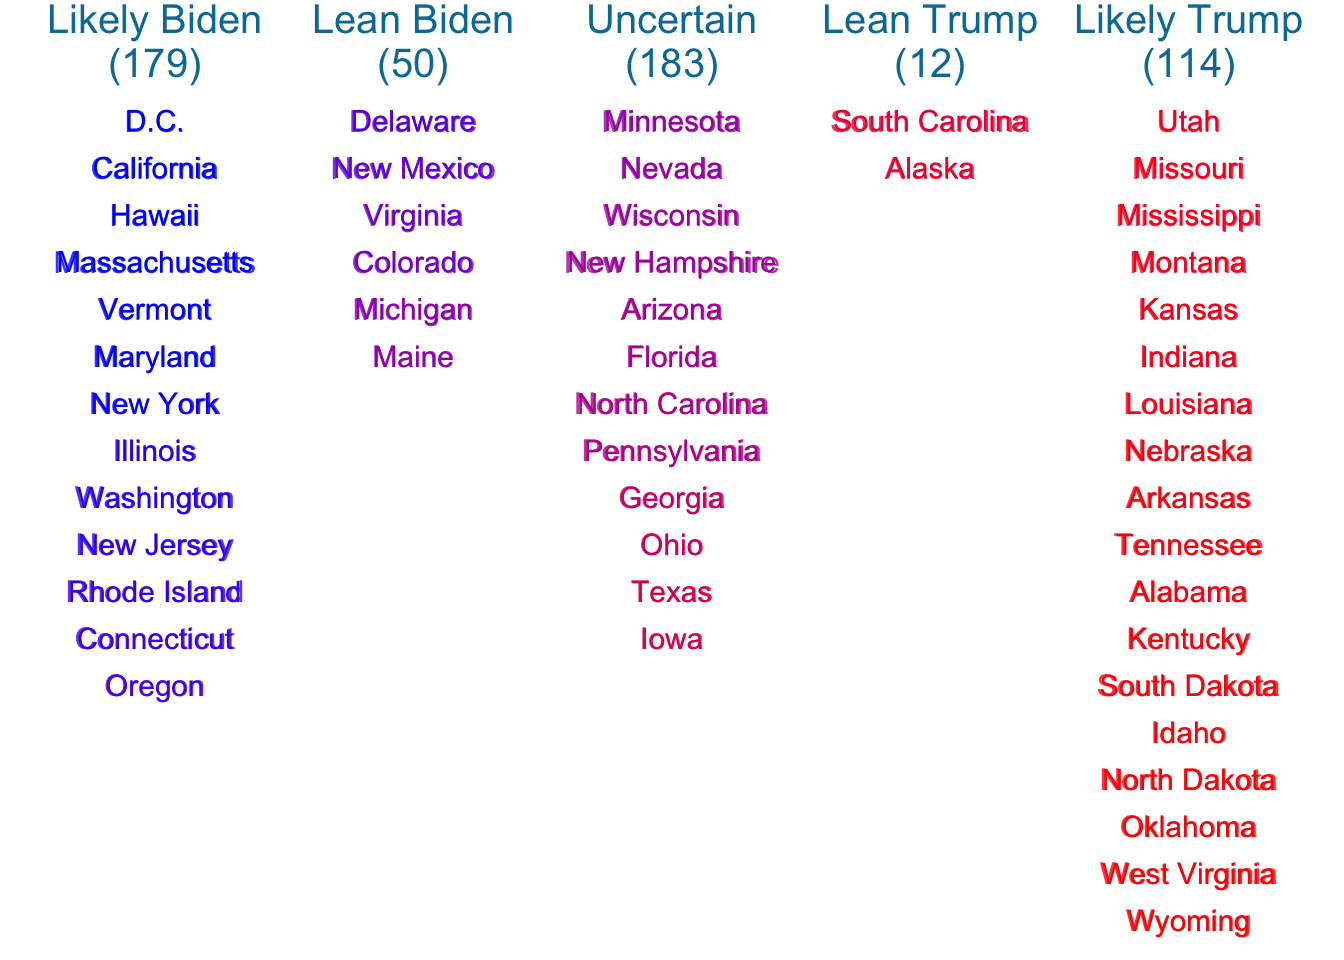 Likely Biden
(179)
D.C.
California
Hawaii
Massachusetts
Vermont
Maryland
New York
Illinois
Washington
New Jersey
Rhode Island
Connecticut
Oregon
Lean Biden
(50)
Delaware
New Mexico
Virginia
Colorado
Michigan
Maine
Uncertain
(183)
Minnesota
Nevada
Wisconsin
New Hampshire
Arizona
Florida
North Carolina
Pennsylvania
Georgia
Ohio
Texas
Iowa
Lean Trump
(12)
South Carolina
Alaska
Likely Trump
(114)
Utah
Missouri
Mississippi
Montana
Kansas
Indiana
Louisiana
Nebraska
Arkansas
Tennessee
Alabama
Kentucky
South Dakota
Idaho
North Dakota
Oklahoma
West Virginia
Wyoming